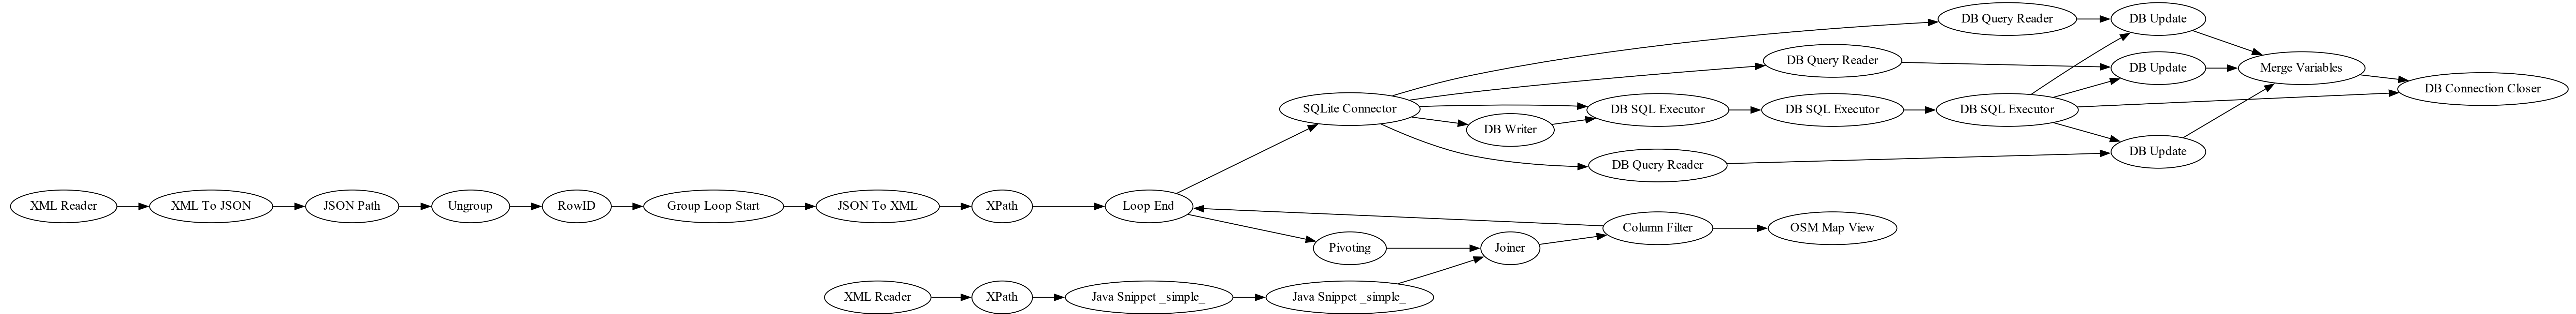 DB Query Reader
DB Update
DB Query Reader
DB Update
Merge Variables
DB Connection Closer
SQLite Connector
DB SQL Executor
DB SQL Executor
DB SQL Executor
DB Writer
DB Query Reader
DB Update
XML Reader
XML To JSON
JSON Path
Ungroup
RowID
Group Loop Start
JSON To XML
XPath
Loop End
Column Filter
OSM Map View
Pivoting
Joiner
XML Reader
XPath
Java Snippet _simple_
Java Snippet _simple_